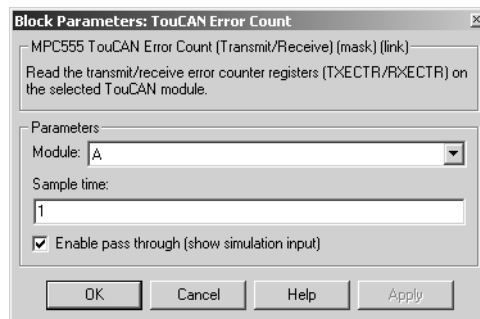 Block Parameters: TouCAN Error Count
MPC555 TouCAN Error Count (Transmit/Receive) (mask) (link)
Read the transmit/receive error counter registers (TXECTR/RXECTR) on
the selected TouCAN module.
Parameters
Module: A
Sample time:
1
Enable pass through (show simulation input)
OK Cancel Help Apply